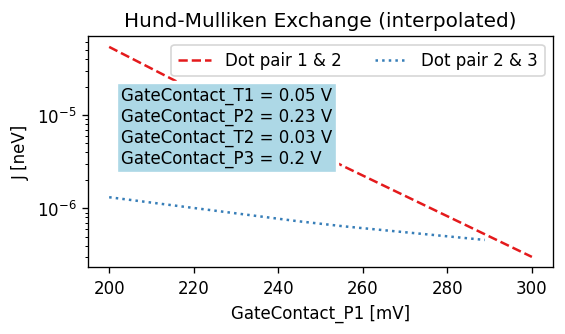 Hund-Mulliken Exchange (interpolated)
Dot pair 1 & 2
Dot pair 2 & 3
GateContact_T1 = 0.05 V
GateContact_P2 = 0.23 V
GateContact_T2 = 0.03 V
GateContact_P3 = 0.2 V
J [neV]
10⁻⁵
10⁻⁶
200 220 240 260 280 300
GateContact_P1 [mV]